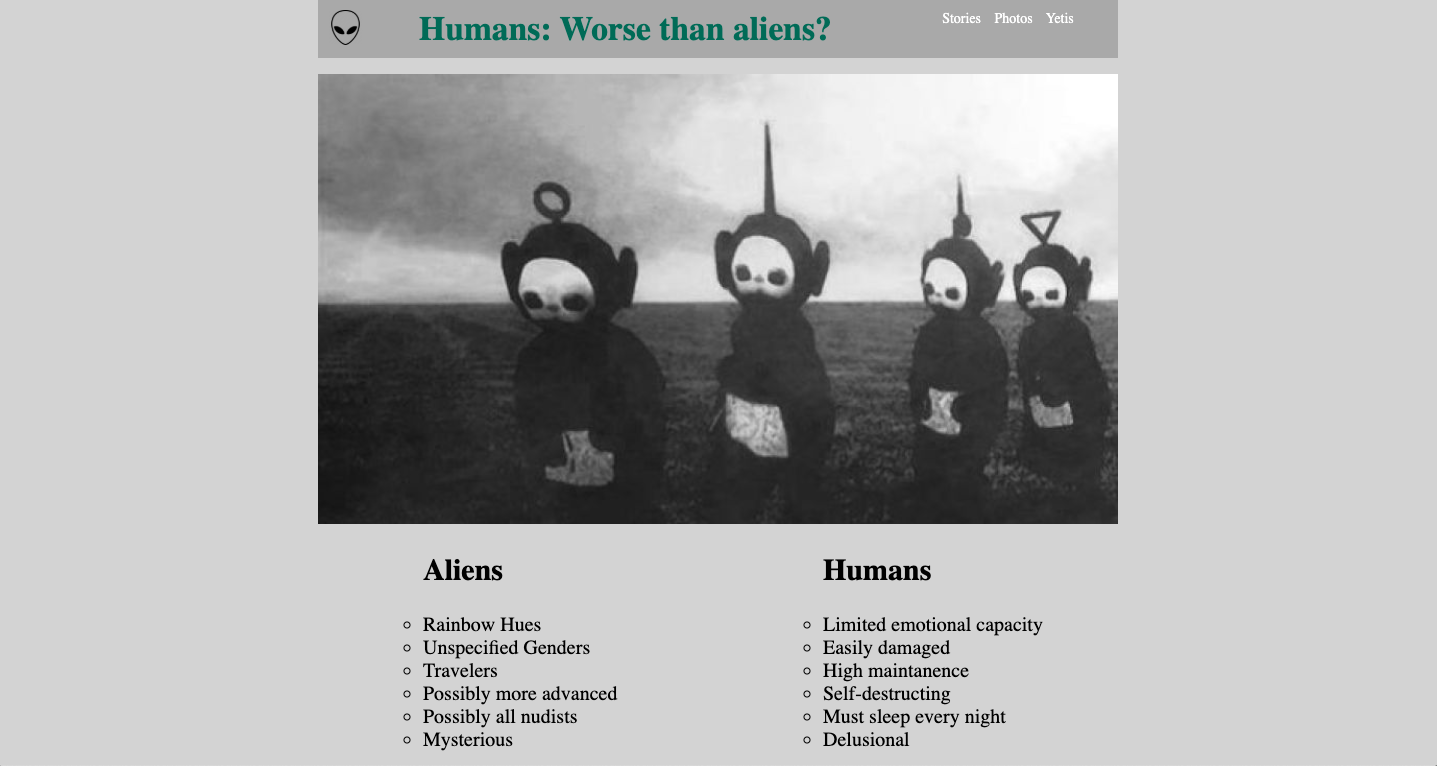 Humans: Worse than aliens?
Stories Photos Yetis
Aliens
Rainbow Hues
Unspecified Genders
Travelers
Possibly more advanced
Possibly all nudists
Mysterious
Humans
Limited emotional capacity
Easily damaged
High maintanence
Self-destructing
Must sleep every night
Delusional